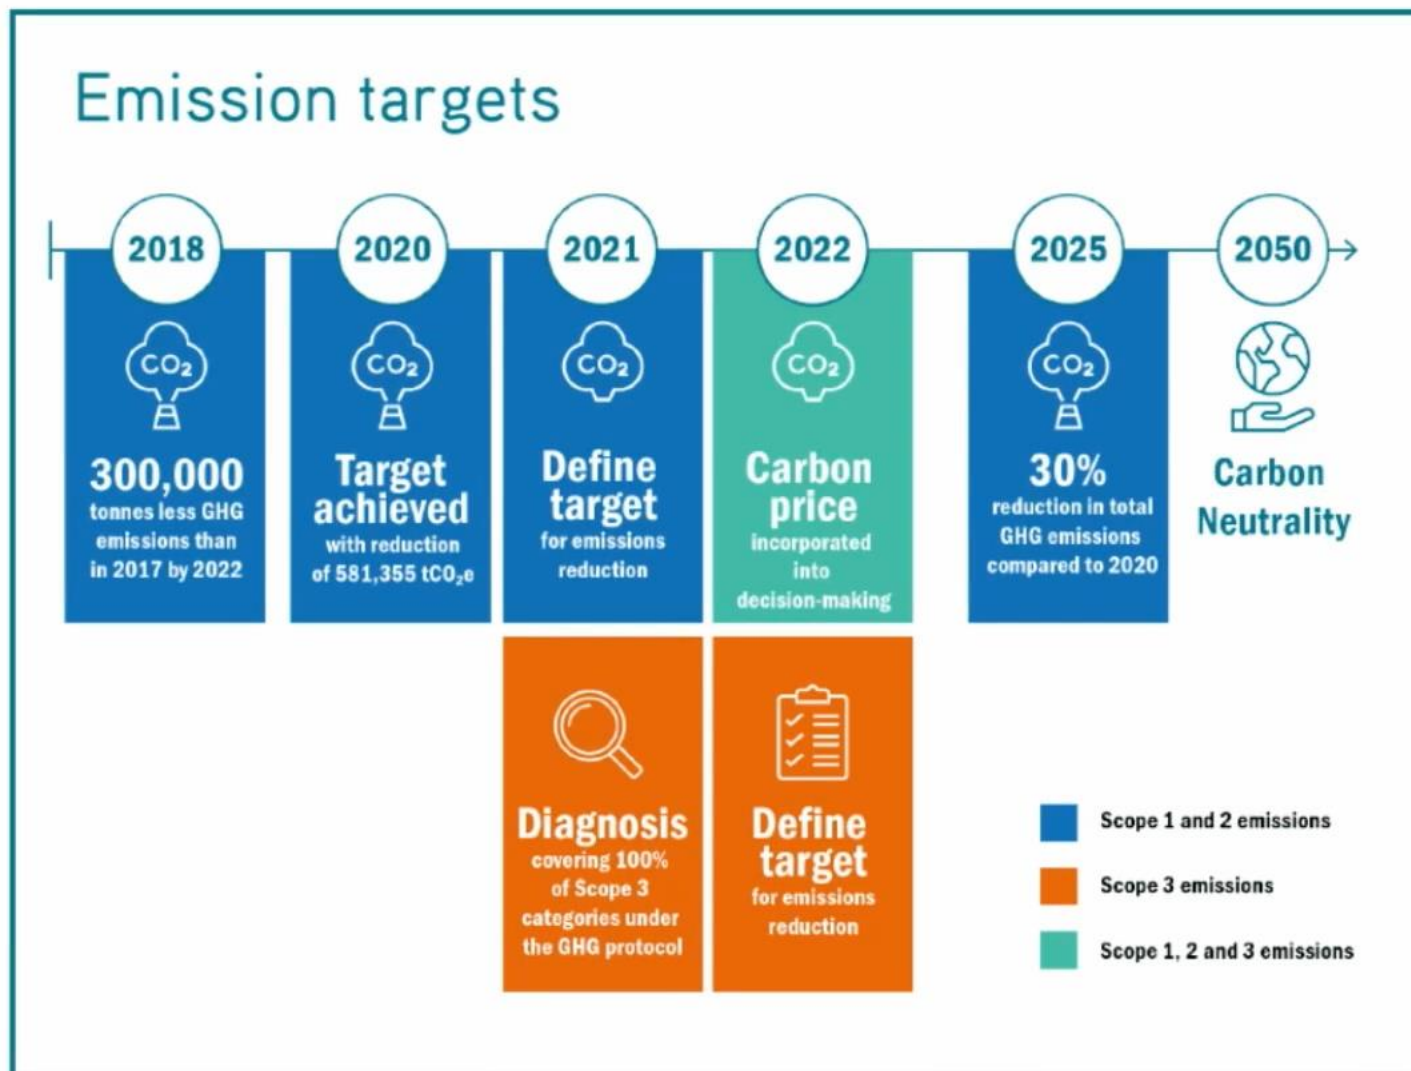 Emission targets
2018
2020
2021
2022
2025
2050
CO₂
300,000
tonnes less GHG
emissions than
in 2017 by 2022
CO₂
Target
achieved
with reduction
of 581,355 tCO₂e
CO₂
Define
target
for emissions
reduction
CO₂
Carbon
price
incorporated
into
decision-making
CO₂
30%
reduction in total
GHG emissions
compared to 2020
Carbon
Neutrality
Diagnosis
covering 100%
of Scope 3
categories under
the GHG protocol
Define
target
for emissions
reduction
Scope 1 and 2 emissions
Scope 3 emissions
Scope 1, 2 and 3 emissions